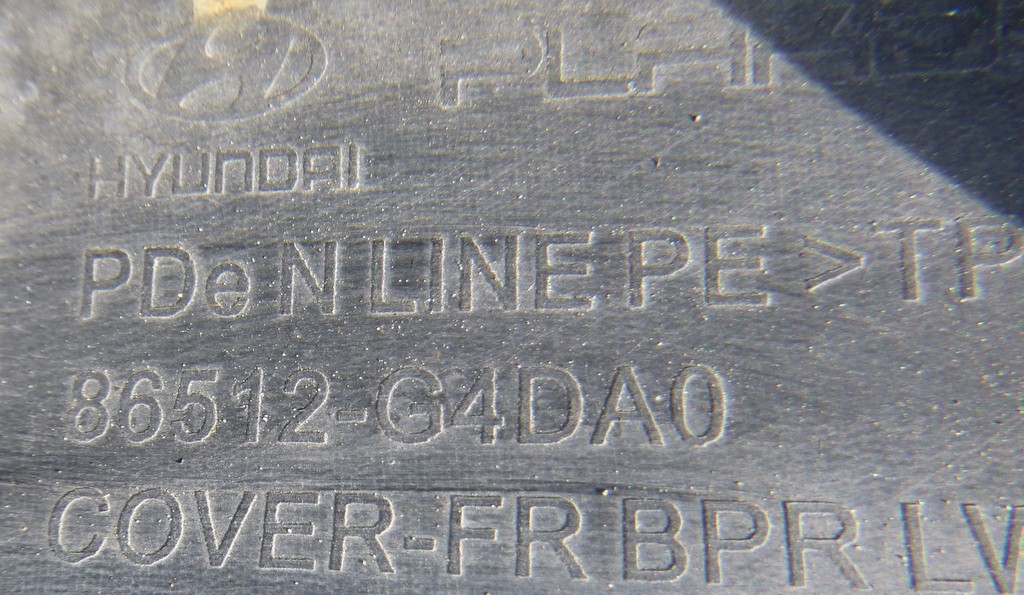 HYUNDAI
PDe N LINE PE >TP
86512-G4DA0
COVER-FR BPR LV